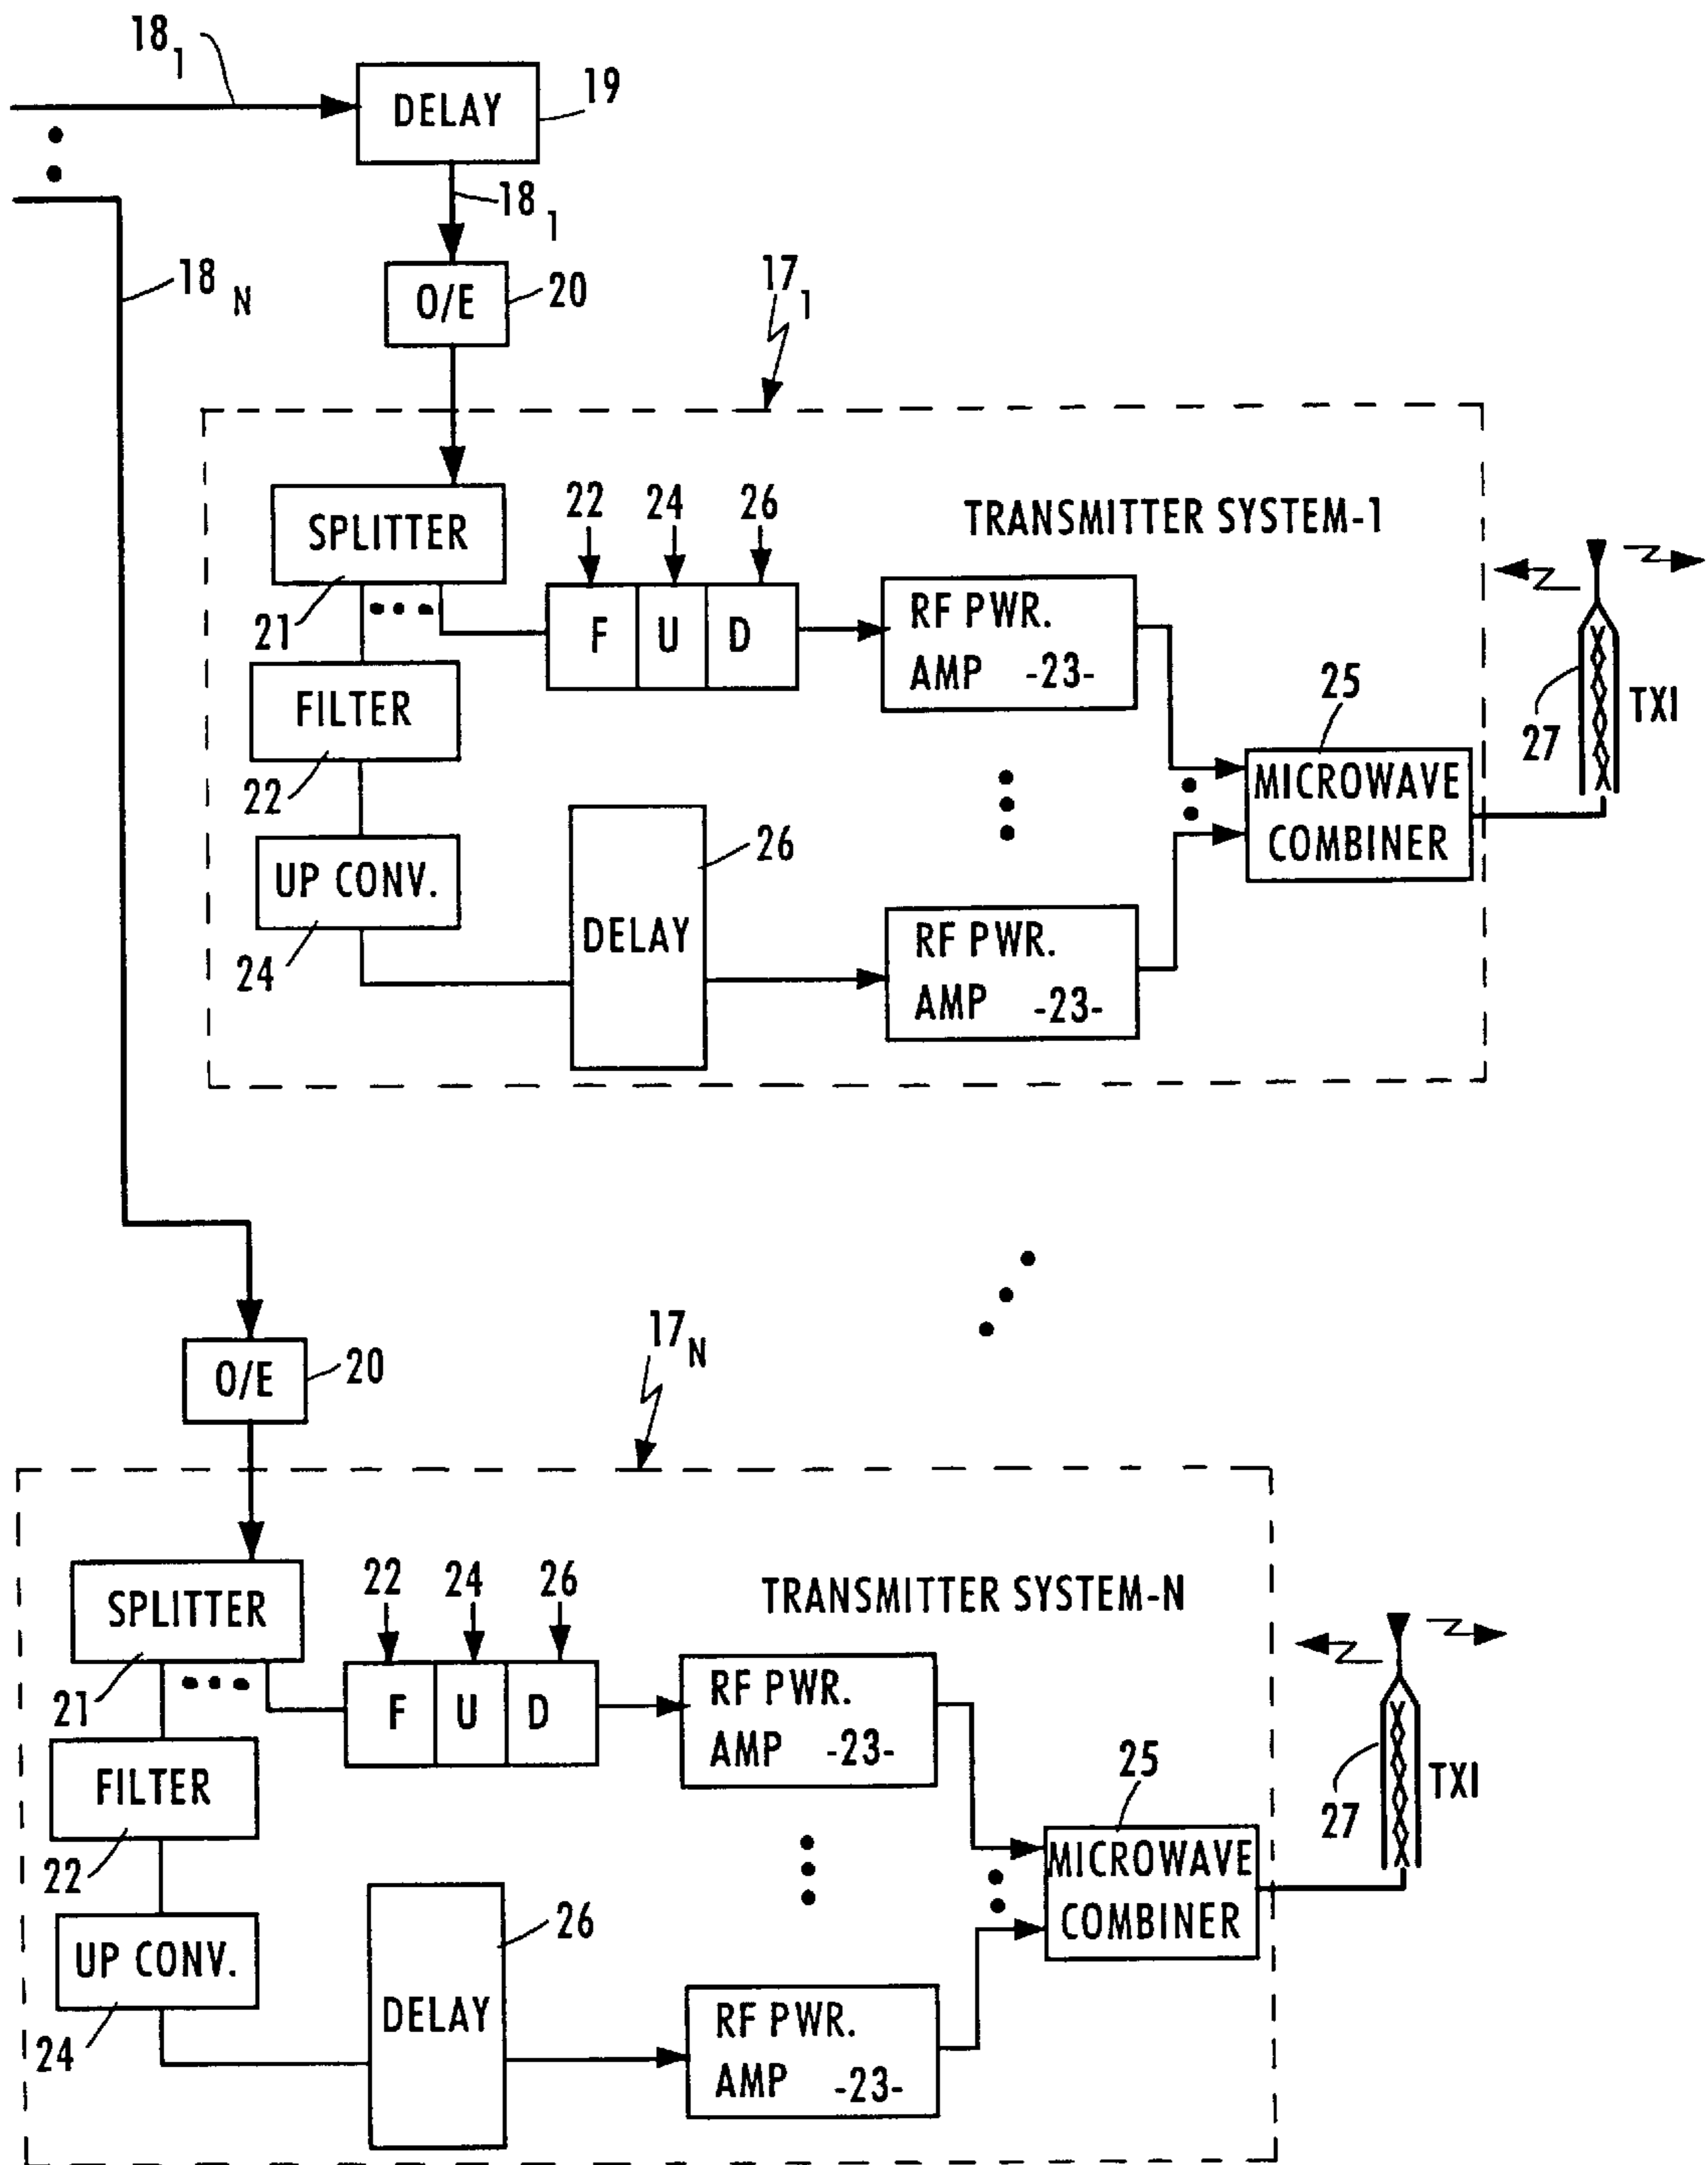 18 1
DELAY
19
18 1
O/E
20
18 N
17 1
SPLITTER
21
22 24 26
F U D
TRANSMITTER SYSTEM-1
RF PWR.
AMP -23-
FILTER
22
25
MICROWAVE
COMBINER
27
TXI
UP CONV.
24
DELAY
26
RF PWR.
AMP -23-
O/E
20
17 N
SPLITTER
21
22 24 26
F U D
TRANSMITTER SYSTEM-N
RF PWR.
AMP -23-
FILTER
22
25
MICROWAVE
COMBINER
27
TXI
UP CONV.
24
DELAY
26
RF PWR.
AMP -23-